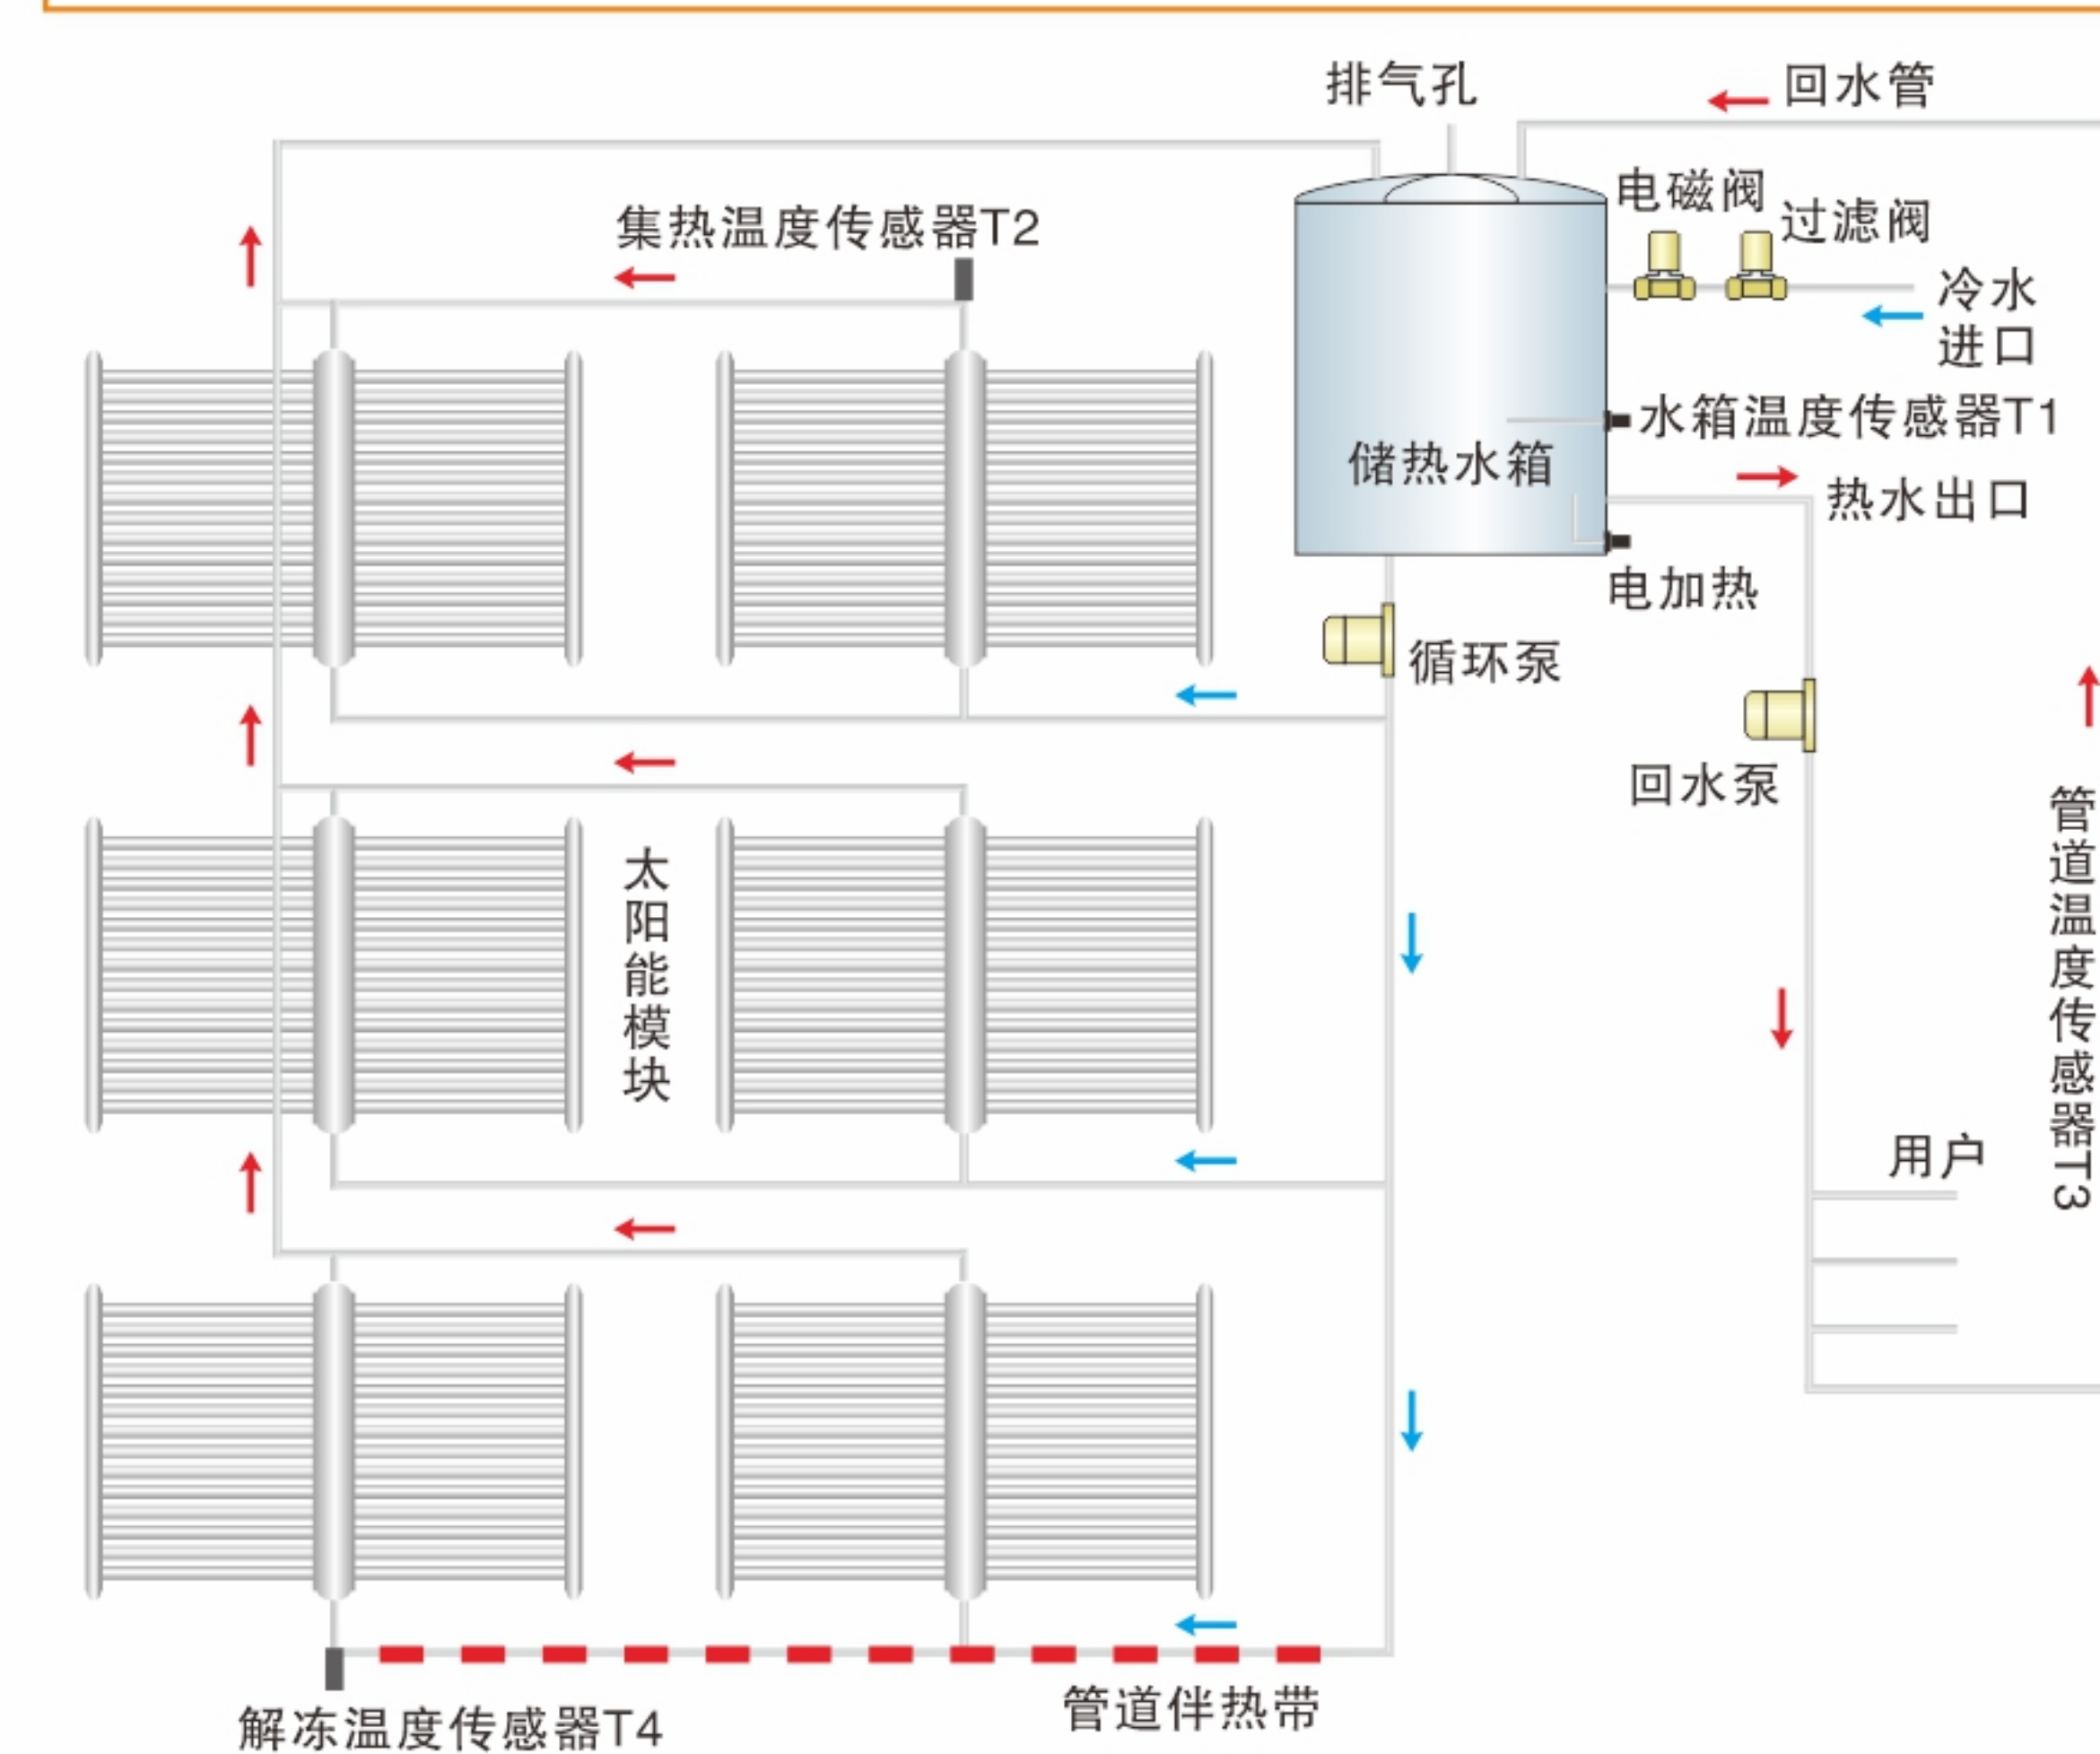 排气孔
回水管
电磁阀
过滤阀
集热温度传感器T2
冷水
进口
水箱温度传感器T1
储热水箱
热水出口
电加热
循环泵
回水泵
太阳能模块
管道温度传感器T3
用户
管道伴热带
解冻温度传感器T4